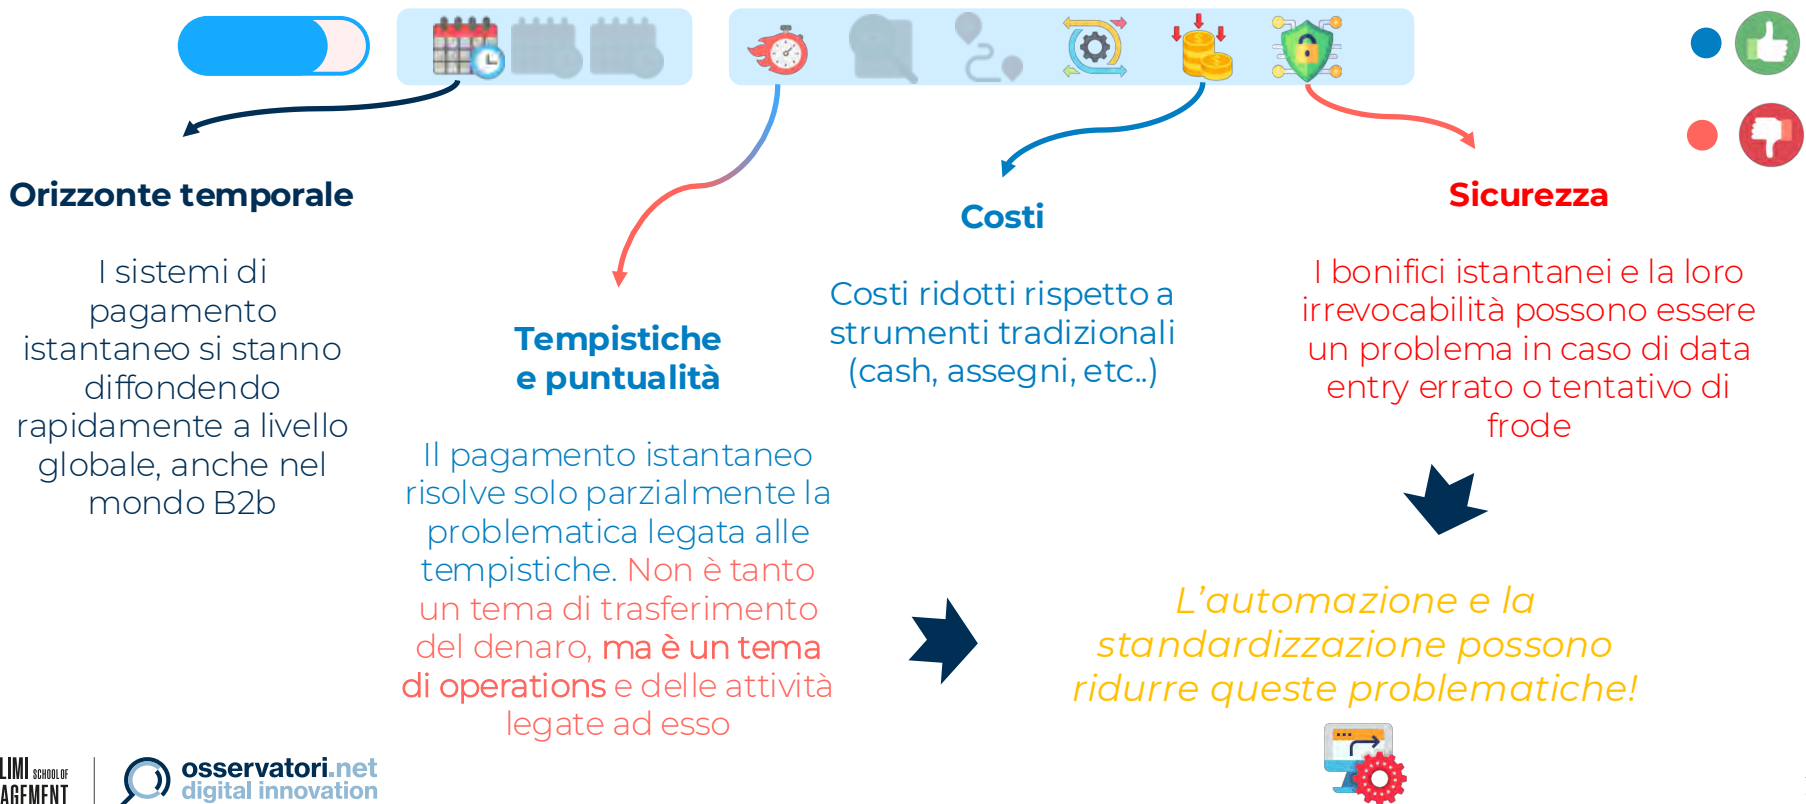 Orizzonte temporale
I sistemi di
pagamento
istantaneo si stanno
diffondendo
rapidamente a livello
globale, anche nel
mondo B2b
Tempistiche
e puntualità
Il pagamento istantaneo
risolve solo parzialmente la
problematica legata alle
tempistiche. Non è tanto
un tema di trasferimento
del denaro, ma è un tema
di operations e delle attività
legate ad esso
Costi
Costi ridotti rispetto a
strumenti tradizionali
(cash, assegni, etc..)
Sicurezza
I bonifici istantanei e la loro
irrevocabilità possono essere
un problema in caso di data
entry errato o tentativo di
frode
L’automazione e la
standardizzazione possono
ridurre queste problematiche!
LIMI SCHOOL OF
AGEMENT
osservatori.net
digital innovation